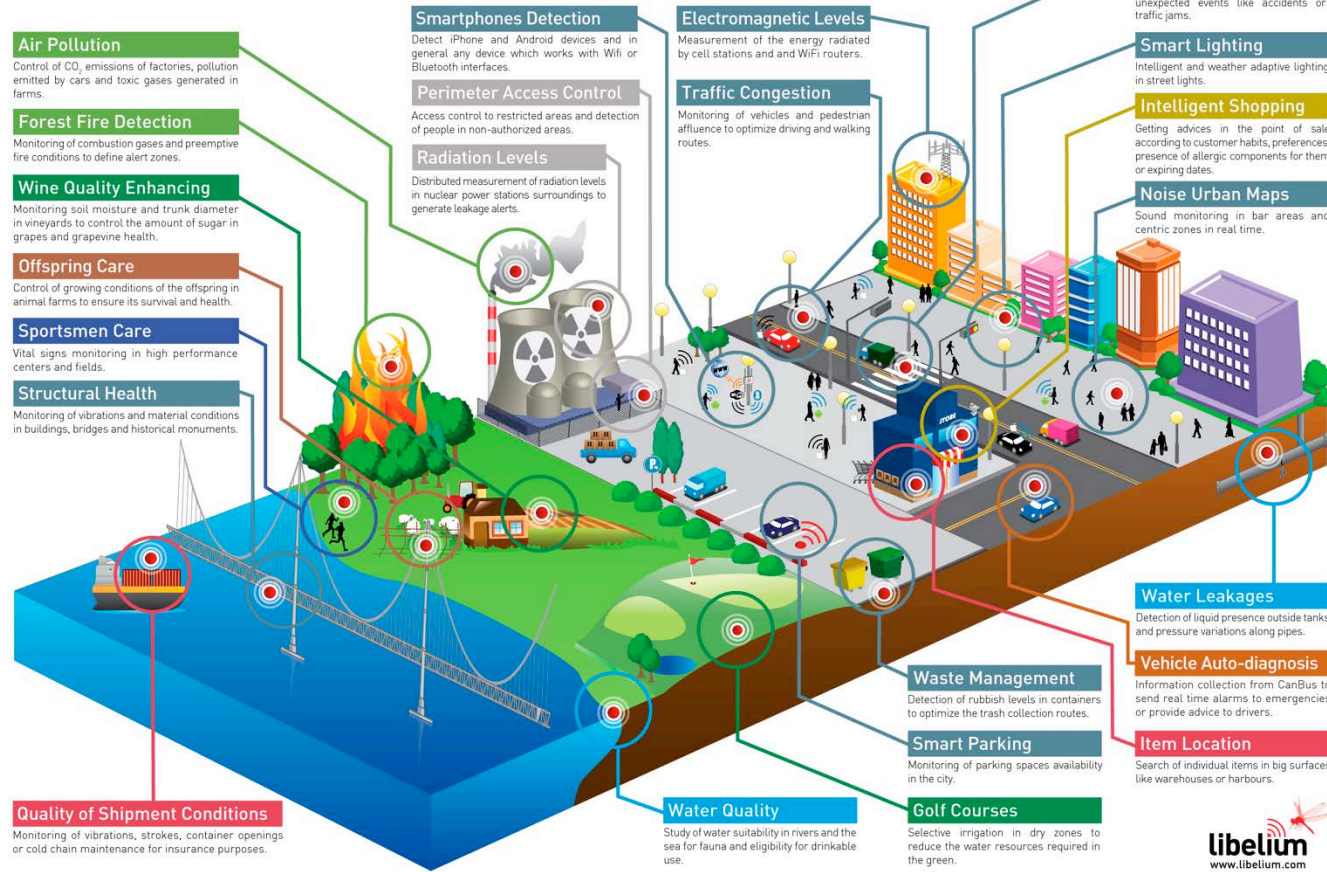 Air Pollution
Control of CO2 emissions of factories, pollution
emitted by cars and toxic gases generated in
farms.
Forest Fire Detection
Monitoring of combustion gases and preemptive
fire conditions to define alert zones.
Wine Quality Enhancing
Monitoring soil moisture and trunk diameter
in vineyards to control the amount of sugar in
grapes and grapevine health.
Offspring Care
Control of growing conditions of the offspring in
animal farms to ensure its survival and health.
Sportsmen Care
Vital signs monitoring in high performance
centers and fields.
Structural Health
Monitoring of vibrations and material conditions
in buildings, bridges and historical monuments.
Quality of Shipment Conditions
Monitoring of vibrations, strokes, container openings
or cold chain maintenance for insurance purposes.
Smartphones Detection
Detect iPhone and Android devices and in
general any device which works with Wifi or
Bluetooth interfaces.
Perimeter Access Control
Access control to restricted areas and detection
of people in non-authorized areas.
Radiation Levels
Distributed measurement of radiation levels
in nuclear power stations surroundings to
generate leakage alerts.
Electromagnetic Levels
Measurement of the energy radiated
by cell stations and and WiFi routers.
Traffic Congestion
Monitoring of vehicles and pedestrian
affluence to optimize driving and walking
routes.
unexpected events like accidents or
traffic jams.
Smart Lighting
Intelligent and weather adaptive lighting
in street lights.
Intelligent Shopping
Getting advices in the point of sale
according to customer habits, preferences,
presence of allergic components for them
or expiring dates.
Noise Urban Maps
Sound monitoring in bar areas and
centric zones in real time.
www
STORE
P
Water Leakages
Detection of liquid presence outside tanks
and pressure variations along pipes.
Vehicle Auto-diagnosis
Information collection from CanBus to
send real time alarms to emergencies
or provide advice to drivers.
Item Location
Search of individual items in big surfaces
like warehouses or harbours.
Waste Management
Detection of rubbish levels in containers
to optimize the trash collection routes.
Smart Parking
Monitoring of parking spaces availability
in the city.
Golf Courses
Selective irrigation in dry zones to
reduce the water resources required in
the green.
Water Quality
Study of water suitability in rivers and the
sea for fauna and eligibility for drinkable
use.
libelium
www.libelium.com